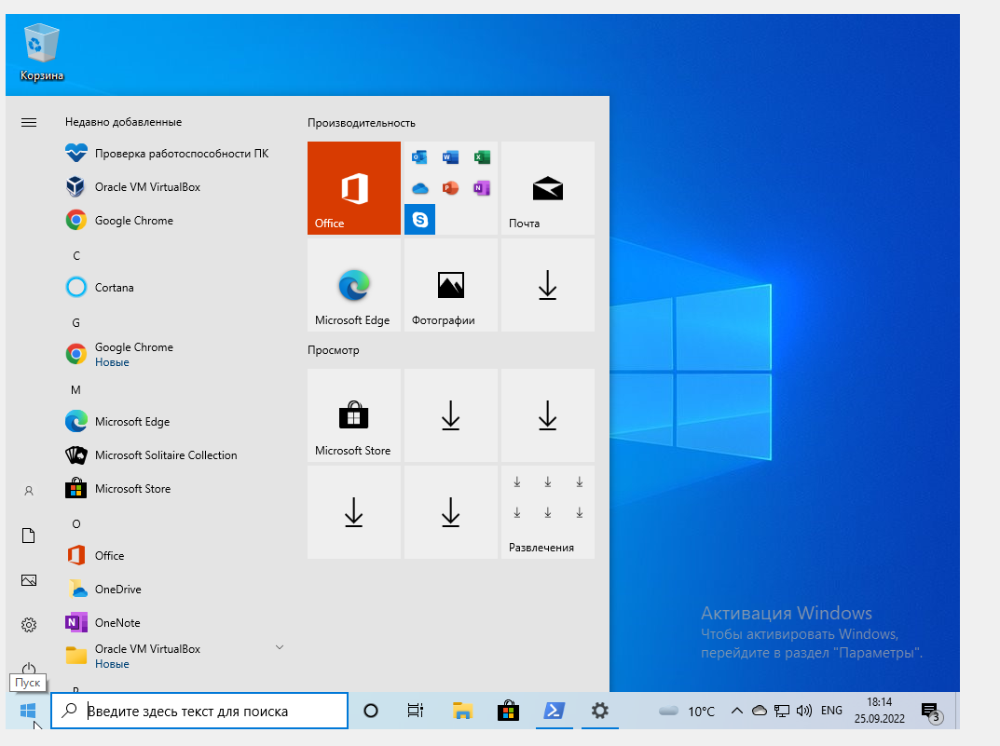 Корзина
Недавно добавленные
Проверка работоспособности ПК
Oracle VM VirtualBox
Google Chrome
C
Cortana
G
Google Chrome
Новые
M
Microsoft Edge
Microsoft Solitaire Collection
Microsoft Store
O
Office
OneDrive
OneNote
Oracle VM VirtualBox
Новые
Производительность
Office
Почта
Microsoft Edge
Фотографии
Просмотр
Microsoft Store
Развлечения
Активация Windows
Чтобы активировать Windows,
перейдите в раздел "Параметры".
Пуск
Введите здесь текст для поиска
10°C
ENG
18:14
25.09.2022
3